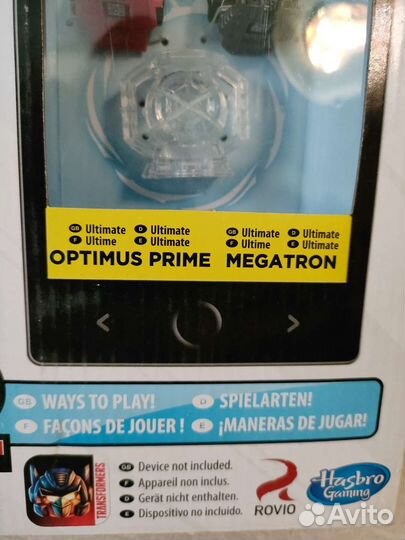 GB Ultimate D Ultimate
F Ultime E Ultimate
OPTIMUS PRIME
GB Ultimate D Ultimate
F Ultime E Ultimate
MEGATRON
GB WAYS TO PLAY!
D SPIELARTEN!
F FAÇONS DE JOUER !
E ¡MANERAS DE JUGAR!
TRANSFORMERS
GB Device not included.
F Appareil non inclus.
D Gerät nicht enthalten.
E Dispositivo no incluido.
ROVIO
Hasbro
Gaming
Avito